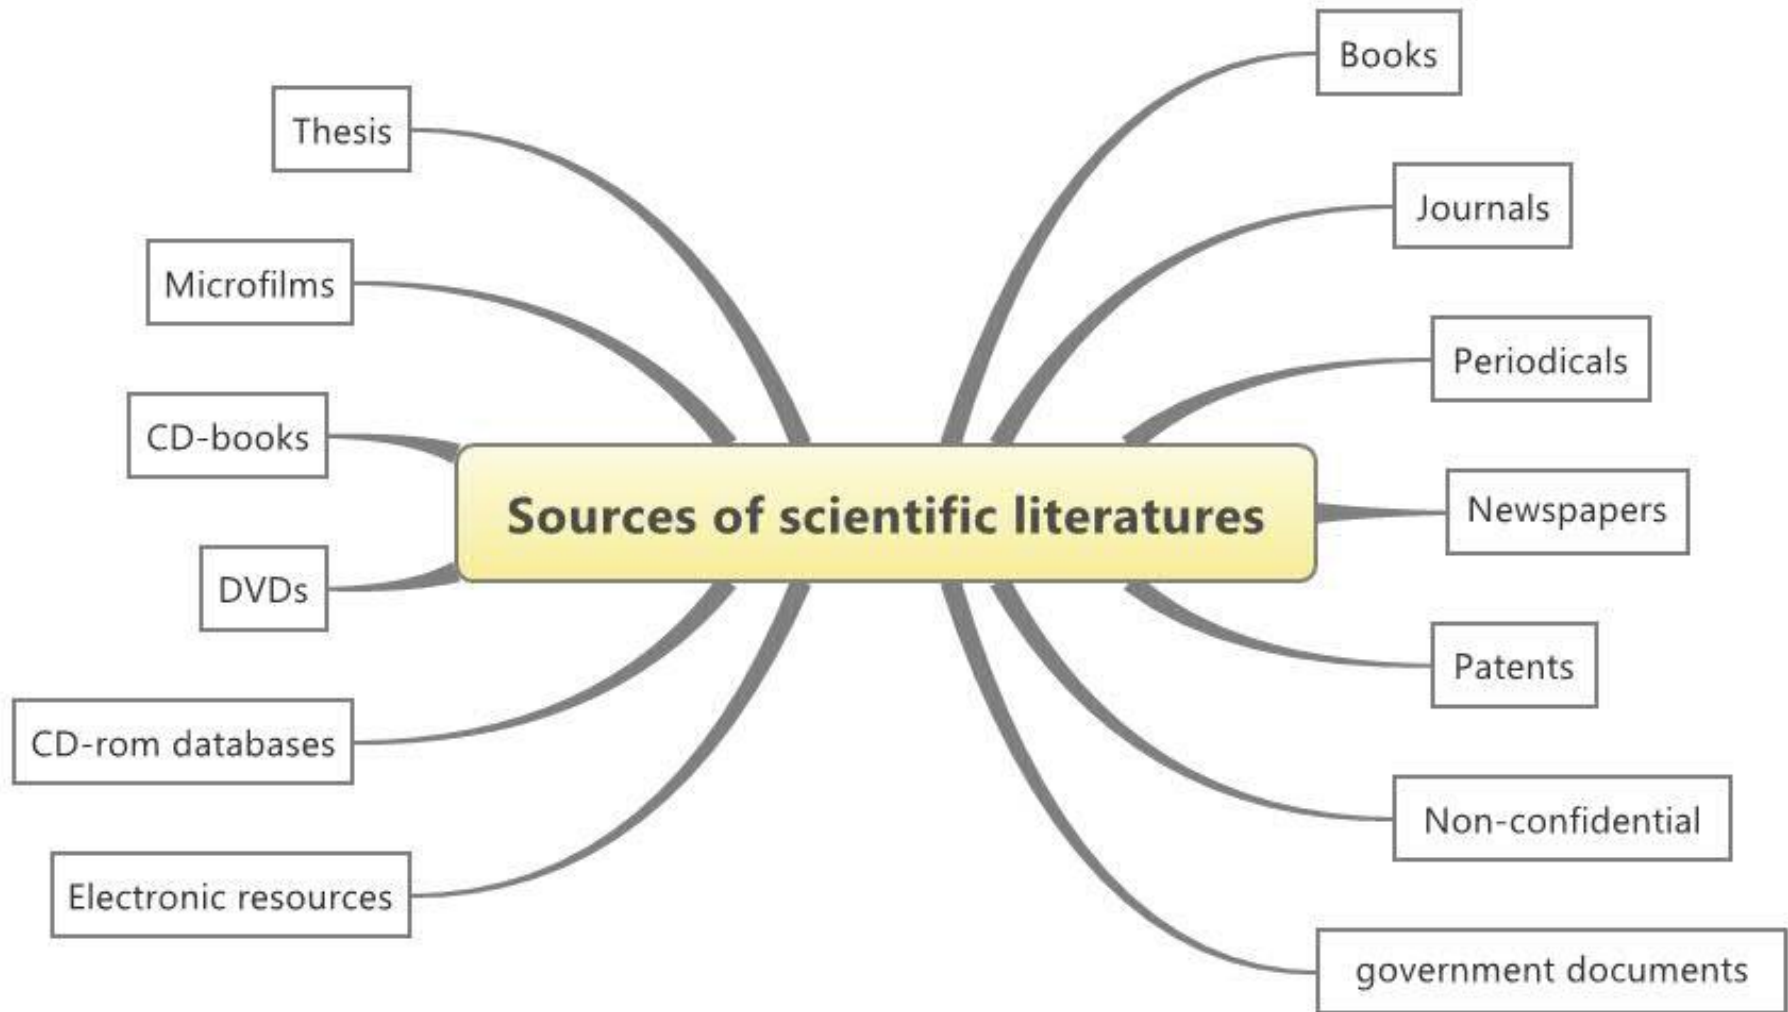 Sources of scientific literatures
Books
Journals
Periodicals
Newspapers
Patents
Non-confidential
government documents
Thesis
Microfilms
CD-books
DVDs
CD-rom databases
Electronic resources